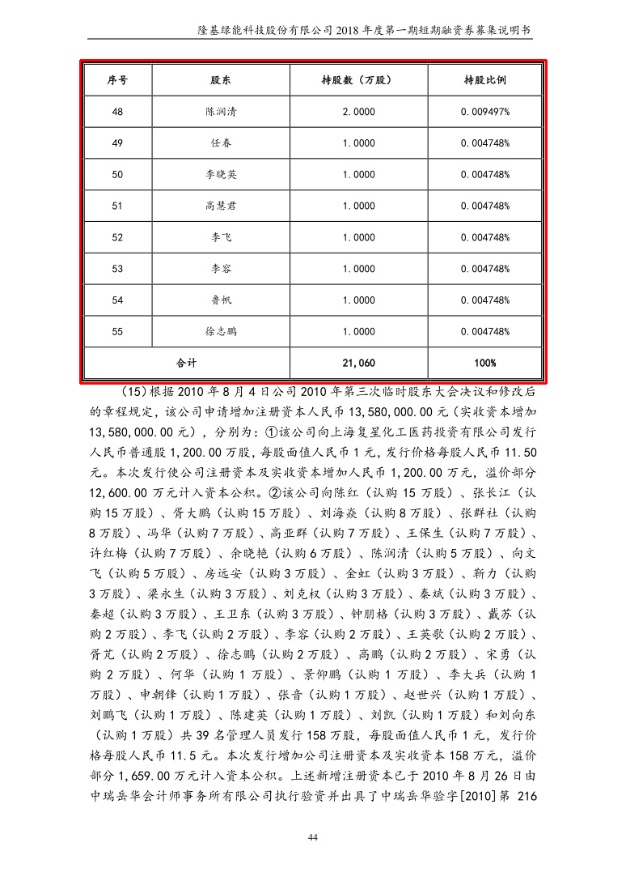 隆基绿能科技股份有限公司 2018 年度第一期短期融资券募集说明书
序号 股东 持股数（万股） 持股比例
48 陈润清 2.0000 0.009497%
49 任春 1.0000 0.004748%
50 李晓英 1.0000 0.004748%
51 高慧君 1.0000 0.004748%
52 李飞 1.0000 0.004748%
53 李容 1.0000 0.004748%
54 鲁帆 1.0000 0.004748%
55 徐志鹏 1.0000 0.004748%
合计 21,060 100%
（15）根据 2010 年 8 月 4 日公司 2010 年第三次临时股东大会决议和修改后
的章程规定，该公司申请增加注册资本人民币 13,580,000.00 元（实收资本增加
13,580,000.00 元），分别为：①该公司向上海复星化工医药投资有限公司发行
人民币普通股 1,200.00 万股，每股面值人民币 1 元，发行价格每股人民币 11.50
元。本次发行使公司注册资本及实收资本增加人民币 1,200.00 万元，溢价部分
12,600.00 万元计入资本公积。②该公司向陈红（认购 15 万股）、张长江（认
购 15 万股）、胥大鹏（认购 15 万股）、刘海焱（认购 8 万股）、张群社（认购
8 万股）、冯华（认购 7 万股）、高亚群（认购 7 万股）、王保生（认购 7 万股）、
许红梅（认购 7 万股）、余晓艳（认购 6 万股）、陈润清（认购 5 万股）、向文
飞（认购 5 万股）、房远安（认购 3 万股）、金虹（认购 3 万股）、靳力（认购
3 万股）、梁永生（认购 3 万股）、刘克权（认购 3 万股）、秦斌（认购 3 万股）、
秦超（认购 3 万股）、王卫东（认购 3 万股）、钟朋格（认购 3 万股）、戴苏（认
购 2 万股）、李飞（认购 2 万股）、李容（认购 2 万股）、王英歌（认购 2 万股）、
胥芃（认购 2 万股）、徐志鹏（认购 2 万股）、高鹏（认购 2 万股）、宋勇（认
购 2 万股）、何华（认购 1 万股）、景仰鹏（认购 1 万股）、李大兵（认购 1
万股）、申朝锋（认购 1 万股）、张音（认购 1 万股）、赵世兴（认购 1 万股）、
刘鹏飞（认购 1 万股）、陈建英（认购 1 万股）、刘凯（认购 1 万股）和刘向东
（认购 1 万股）共 39 名管理人员发行 158 万股，每股面值人民币 1 元，发行价
格每股人民币 11.5 元。本次发行增加公司注册资本及实收资本 158 万元，溢价
部分 1,659.00 万元计入资本公积。上述新增注册资本已于 2010 年 8 月 26 日由
中瑞岳华会计师事务所有限公司执行验资并出具了中瑞岳华验字[2010]第 216
44